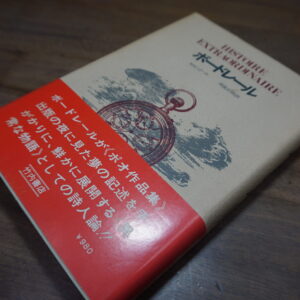 HISTOIRE
EXTRAORDINAIRE
ボードレール
ボードレールが〈ポオ作品集〉
出版の夜に見た夢の記述を
がかりに、鮮かに展開する
常な物語〉としての詩人論!!
竹内書店
¥980